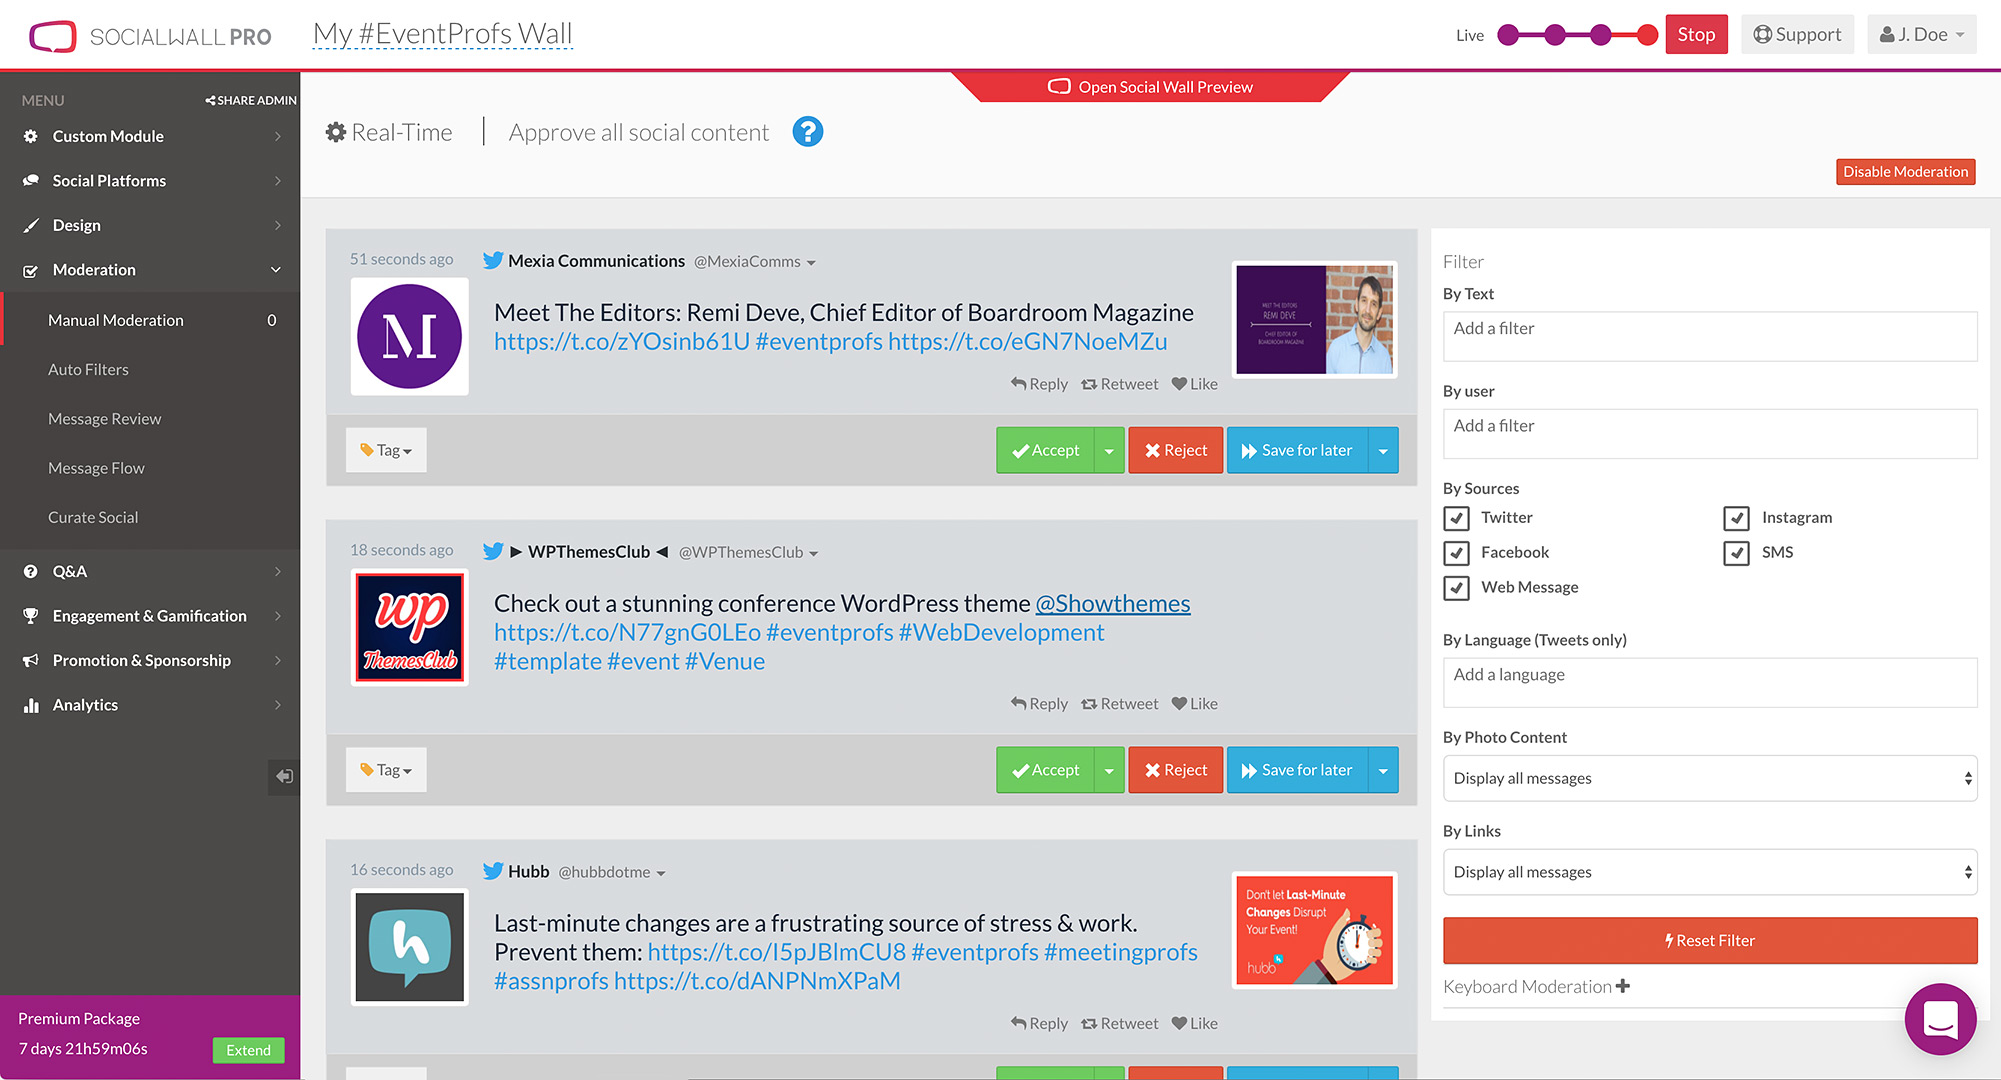 SOCIALWALL PRO
My #EventProfs Wall
Live
Stop
Support
J. Doe
MENU
SHARE ADMIN
Custom Module
Social Platforms
Design
Moderation
Manual Moderation 0
Auto Filters
Message Review
Message Flow
Curate Social
Q&A
Engagement & Gamification
Promotion & Sponsorship
Analytics
Premium Package
7 days 21h59m06s
Extend
Open Social Wall Preview
Real-Time
Approve all social content
?
Disable Moderation
51 seconds ago
Mexia Communications @MexiaComms
M
Meet The Editors: Remi Deve, Chief Editor of Boardroom Magazine
https://t.co/zYOsinb61U #eventprofs https://t.co/eGN7NoeMZu
MEET THE EDITORS
REMI DEVE
CHIEF EDITOR OF
BOARDROOM MAGAZINE
Reply Retweet Like
Tag
Accept
Reject
Save for later
18 seconds ago
► WPThemesClub ◄ @WPThemesClub
wp
ThemesClub
Check out a stunning conference WordPress theme @Showthemes
https://t.co/N77gnG0LEo #eventprofs #WebDevelopment
#template #event #Venue
Reply Retweet Like
Tag
Accept
Reject
Save for later
16 seconds ago
Hubb @hubbdotme
h
Last-minute changes are a frustrating source of stress & work.
Prevent them: https://t.co/I5pJBlmCU8 #eventprofs #meetingprofs
#assnprofs https://t.co/dANPNmXPaM
Don't let Last-Minute
Changes Disrupt
Your Event!
hubb
Reply Retweet Like
Filter
By Text
Add a filter
By user
Add a filter
By Sources
Twitter
Instagram
Facebook
SMS
Web Message
By Language (Tweets only)
Add a language
By Photo Content
Display all messages
By Links
Display all messages
Reset Filter
Keyboard Moderation